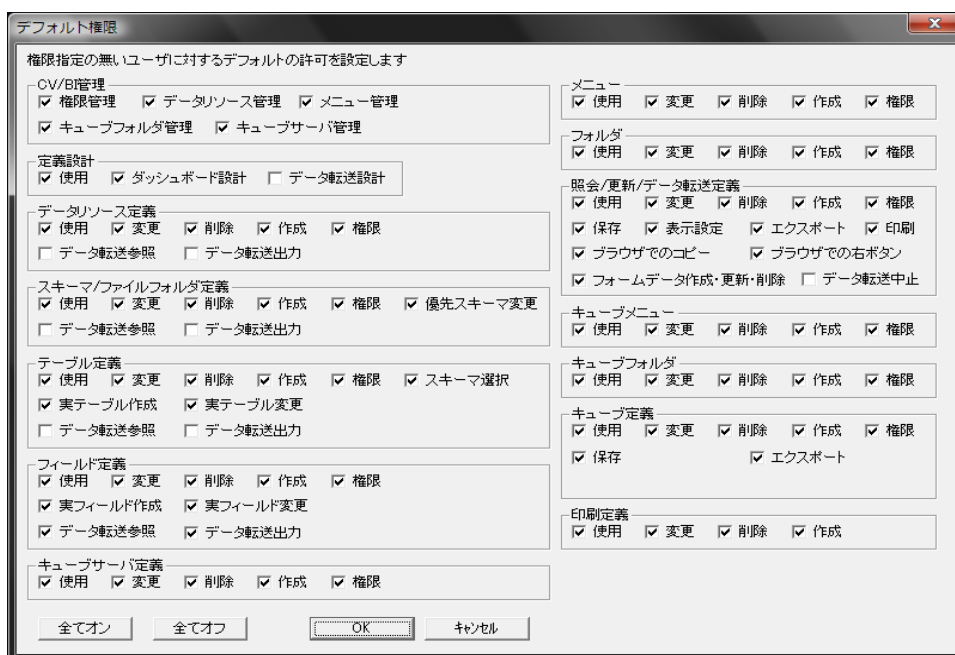 デフォルト権限
権限指定の無いユーザに対するデフォルトの許可を設定します
CV/BI管理
権限管理 データリソース管理 メニュー管理
キューブフォルダ管理 キューブサーバ管理
定義設計
使用 ダッシュボード設計 データ転送設計
データリソース定義
使用 変更 削除 作成 権限
データ転送参照 データ転送出力
スキーマ/ファイルフォルダ定義
使用 変更 削除 作成 権限 優先スキーマ変更
データ転送参照 データ転送出力
テーブル定義
使用 変更 削除 作成 権限 スキーマ選択
実テーブル作成 実テーブル変更
データ転送参照 データ転送出力
フィールド定義
使用 変更 削除 作成 権限
実フィールド作成 実フィールド変更
データ転送参照 データ転送出力
キューブサーバ定義
使用 変更 削除 作成 権限
メニュー
使用 変更 削除 作成 権限
フォルダ
使用 変更 削除 作成 権限
照会/更新/データ転送定義
使用 変更 削除 作成 権限
保存 表示設定 エクスポート 印刷
ブラウザでのコピー ブラウザでの右ボタン
フォームデータ作成・更新・削除 データ転送中止
キューブメニュー
使用 変更 削除 作成 権限
キューブフォルダ
使用 変更 削除 作成 権限
キューブ定義
使用 変更 削除 作成 権限
保存 エクスポート
印刷定義
使用 変更 削除 作成
全てオン 全てオフ OK キャンセル